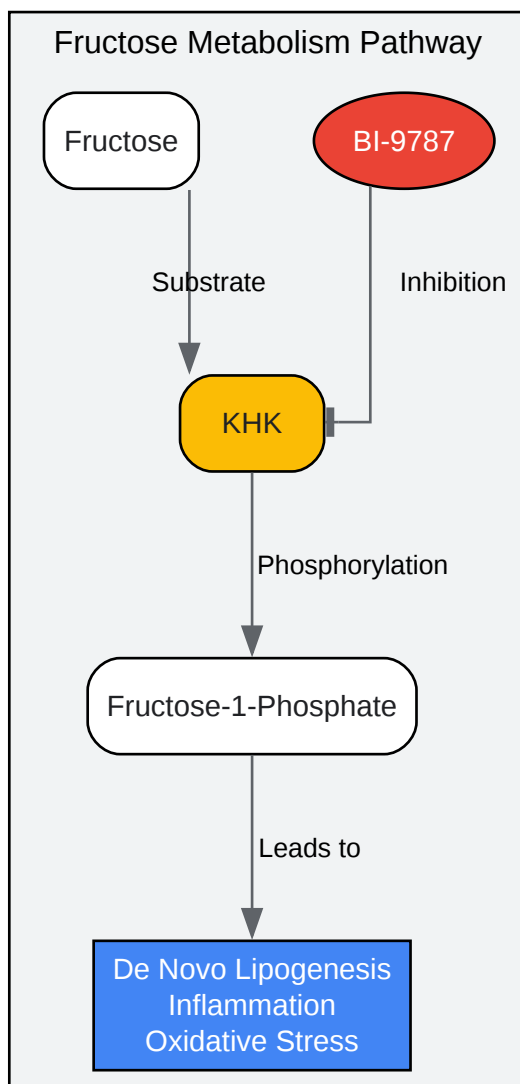 Fructose Metabolism Pathway
Fructose
BI-9787
Substrate
Inhibition
KHK
Phosphorylation
Fructose-1-Phosphate
Leads to
De Novo Lipogenesis
Inflammation
Oxidative Stress